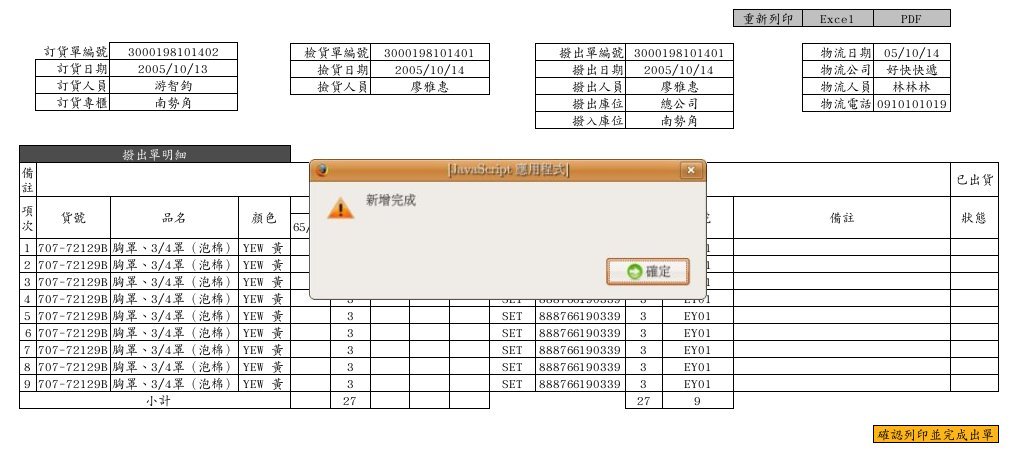 重新列印 Excel PDF
訂貨單編號 3000198101402 檢貨單編號 3000198101401 撥出單編號 3000198101401 物流日期 05/10/14
訂貨日期 2005/10/13 撿貨日期 2005/10/14 撥出日期 2005/10/14 物流公司 好快快遞
訂貨人員 游智鈞 撿貨人員 廖雅惠 撥出人員 廖雅惠 物流人員 林林林
訂貨專櫃 南勢角 撥出庫位 總公司 物流電話 0910101019
撥入庫位 南勢角
撥出單明細
[JavaScript 應用程式]
備註 已出貨
新增完成
項次 貨號 品名 顏色 65/ 備註 狀態
1 707-72129B 胸罩、3/4罩(泡棉) YEW 黃
2 707-72129B 胸罩、3/4罩(泡棉) YEW 黃
確定
3 707-72129B 胸罩、3/4罩(泡棉) YEW 黃
4 707-72129B 胸罩、3/4罩(泡棉) YEW 黃 3 SET 888766190339 3 EY01
5 707-72129B 胸罩、3/4罩(泡棉) YEW 黃 3 SET 888766190339 3 EY01
6 707-72129B 胸罩、3/4罩(泡棉) YEW 黃 3 SET 888766190339 3 EY01
7 707-72129B 胸罩、3/4罩(泡棉) YEW 黃 3 SET 888766190339 3 EY01
8 707-72129B 胸罩、3/4罩(泡棉) YEW 黃 3 SET 888766190339 3 EY01
9 707-72129B 胸罩、3/4罩(泡棉) YEW 黃 3 SET 888766190339 3 EY01
小計 27 27 9
確認列印並完成出單